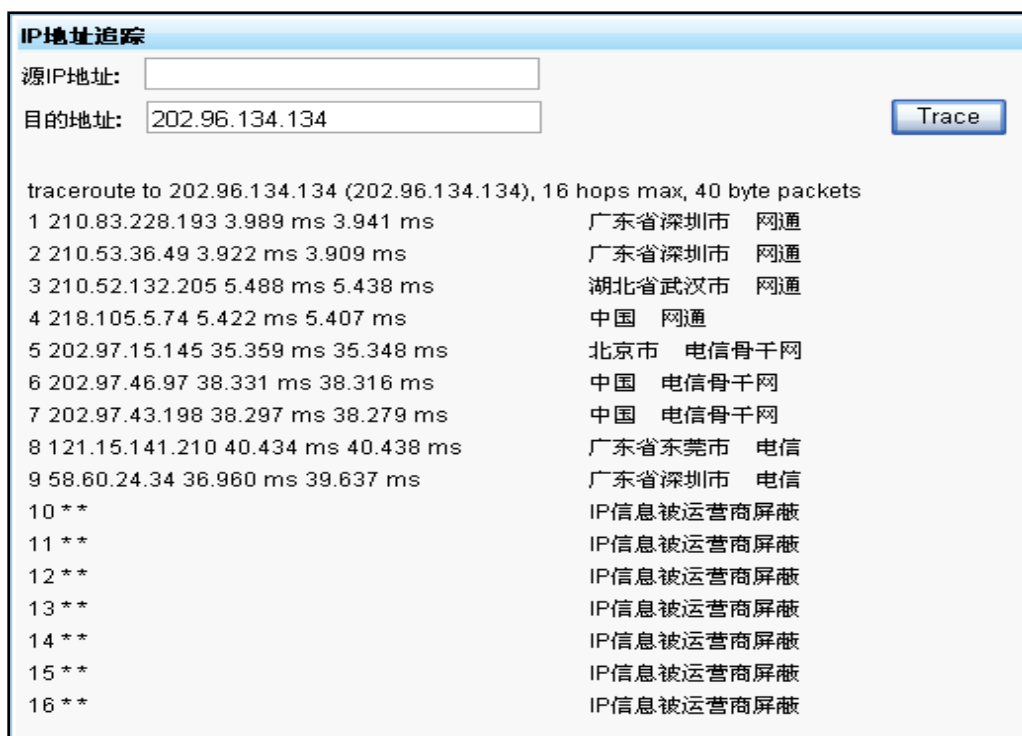 IP地址追踪
源IP地址:
目的地址: 202.96.134.134 Trace
traceroute to 202.96.134.134 (202.96.134.134), 16 hops max, 40 byte packets
1 210.83.228.193 3.989 ms 3.941 ms 广东省深圳市 网通
2 210.53.36.49 3.922 ms 3.909 ms 广东省深圳市 网通
3 210.52.132.205 5.488 ms 5.438 ms 湖北省武汉市 网通
4 218.105.5.74 5.422 ms 5.407 ms 中国 网通
5 202.97.15.145 35.359 ms 35.348 ms 北京市 电信骨干网
6 202.97.46.97 38.331 ms 38.316 ms 中国 电信骨干网
7 202.97.43.198 38.297 ms 38.279 ms 中国 电信骨干网
8 121.15.141.210 40.434 ms 40.438 ms 广东省东莞市 电信
9 58.60.24.34 36.960 ms 39.637 ms 广东省深圳市 电信
10 * * IP信息被运营商屏蔽
11 * * IP信息被运营商屏蔽
12 * * IP信息被运营商屏蔽
13 * * IP信息被运营商屏蔽
14 * * IP信息被运营商屏蔽
15 * * IP信息被运营商屏蔽
16 * * IP信息被运营商屏蔽